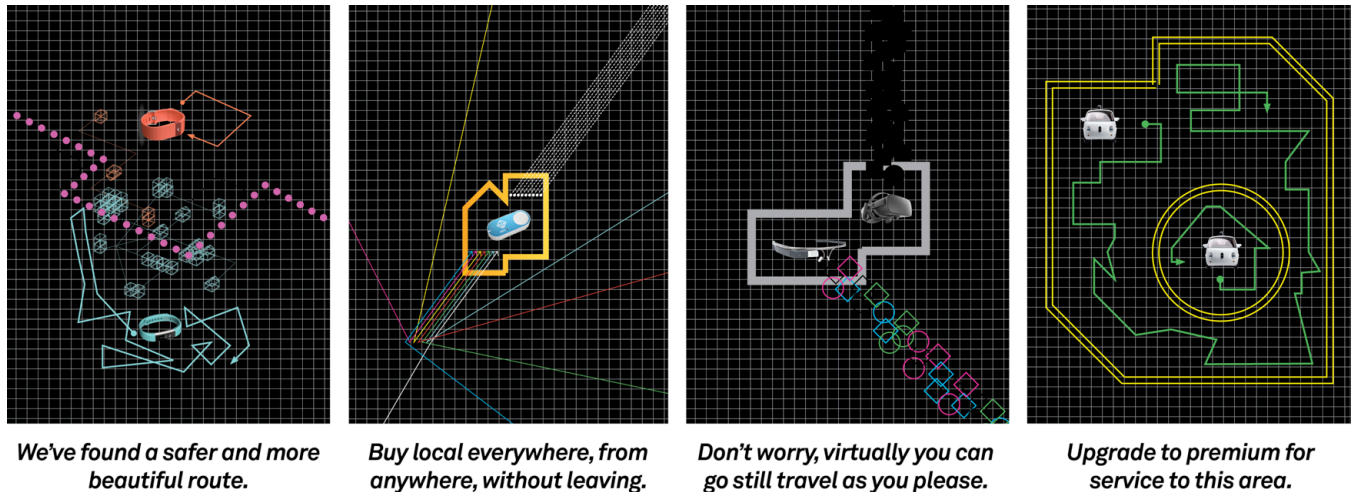 We've found a safer and more
beautiful route.
Buy local everywhere, from
anywhere, without leaving.
Don't worry, virtually you can
go still travel as you please.
Upgrade to premium for
service to this area.